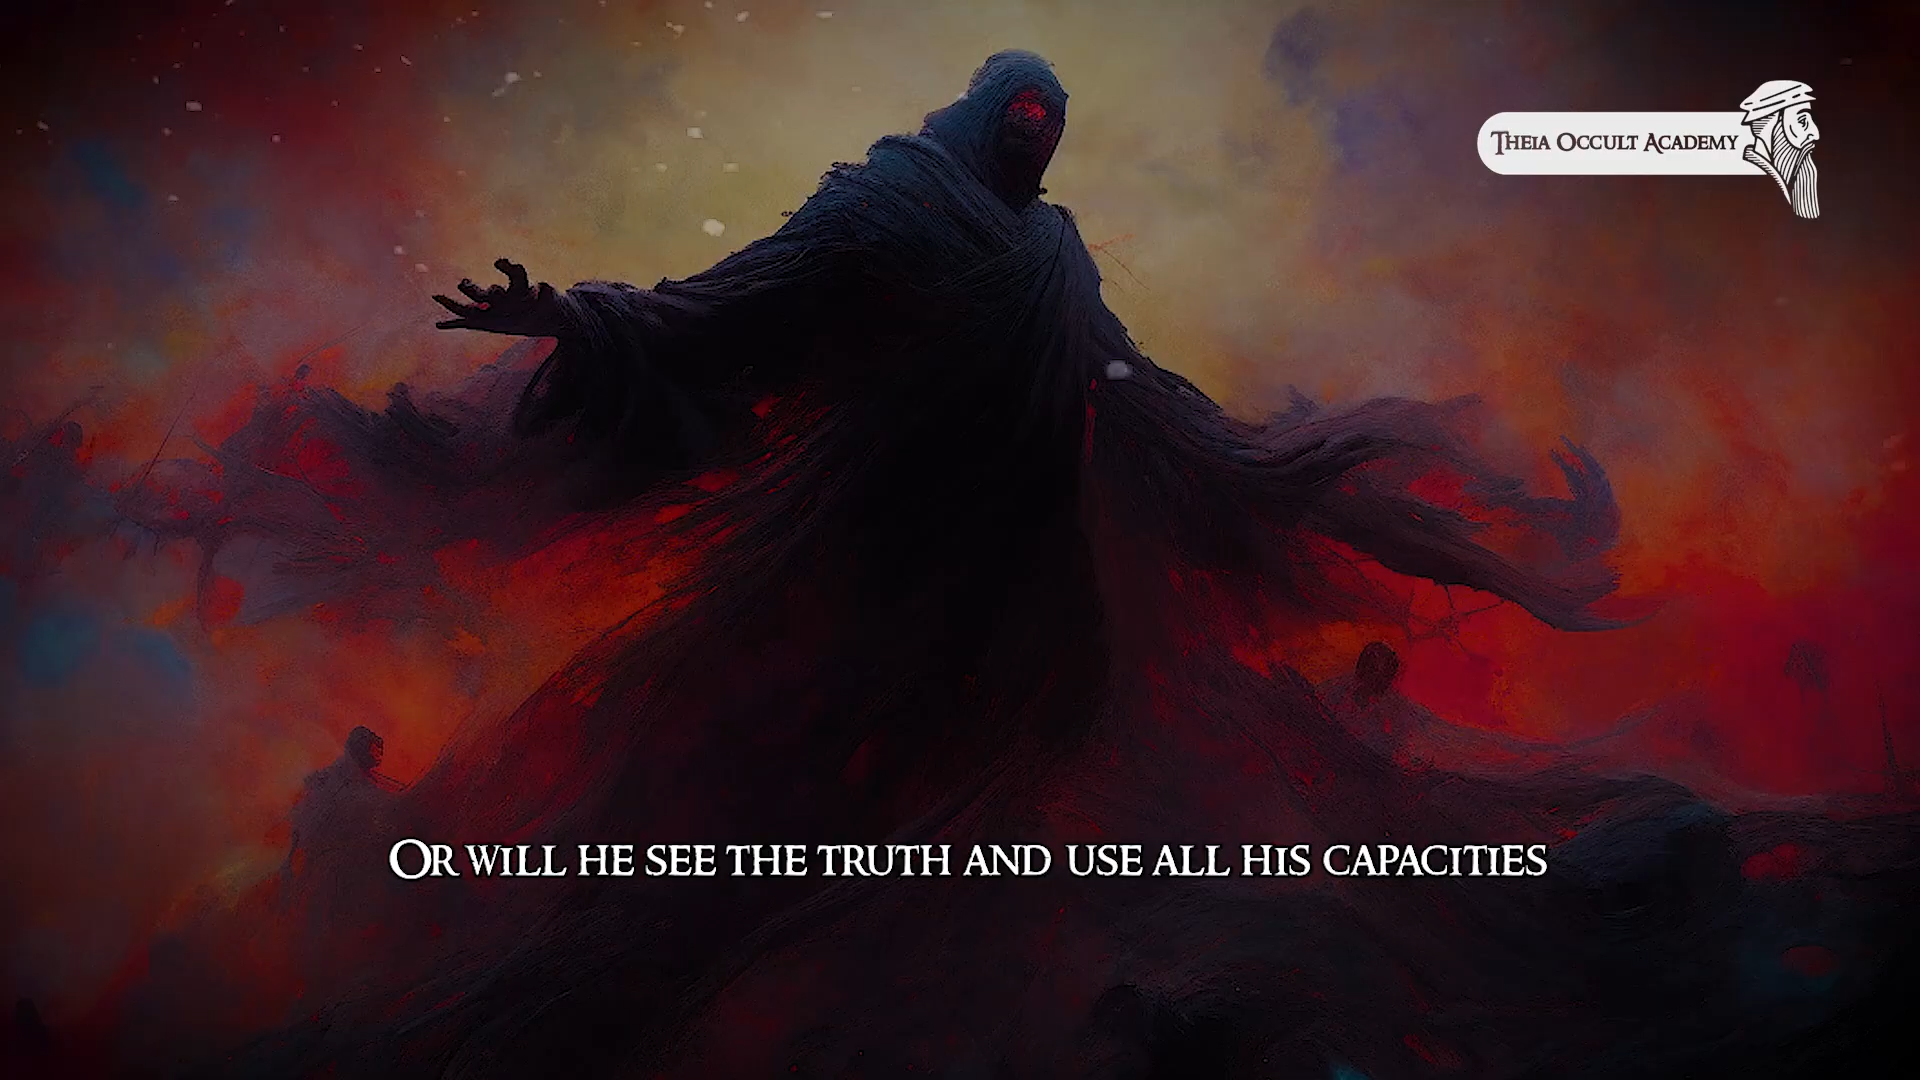 Theia Occult Academy
Or will he see the truth and use all his capacities